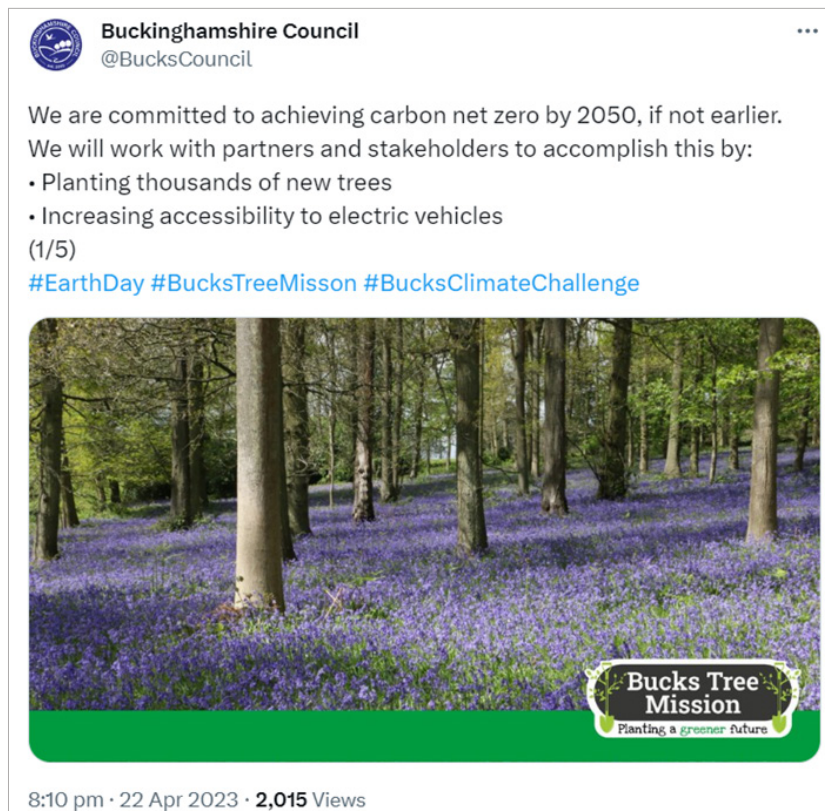 Buckinghamshire Council
@BucksCouncil
We are committed to achieving carbon net zero by 2050, if not earlier.
We will work with partners and stakeholders to accomplish this by:
• Planting thousands of new trees
• Increasing accessibility to electric vehicles
(1/5)
#EarthDay #BucksTreeMisson #BucksClimateChallenge
Bucks Tree
Mission
Planting a greener future
8:10 pm · 22 Apr 2023 · 2,015 Views